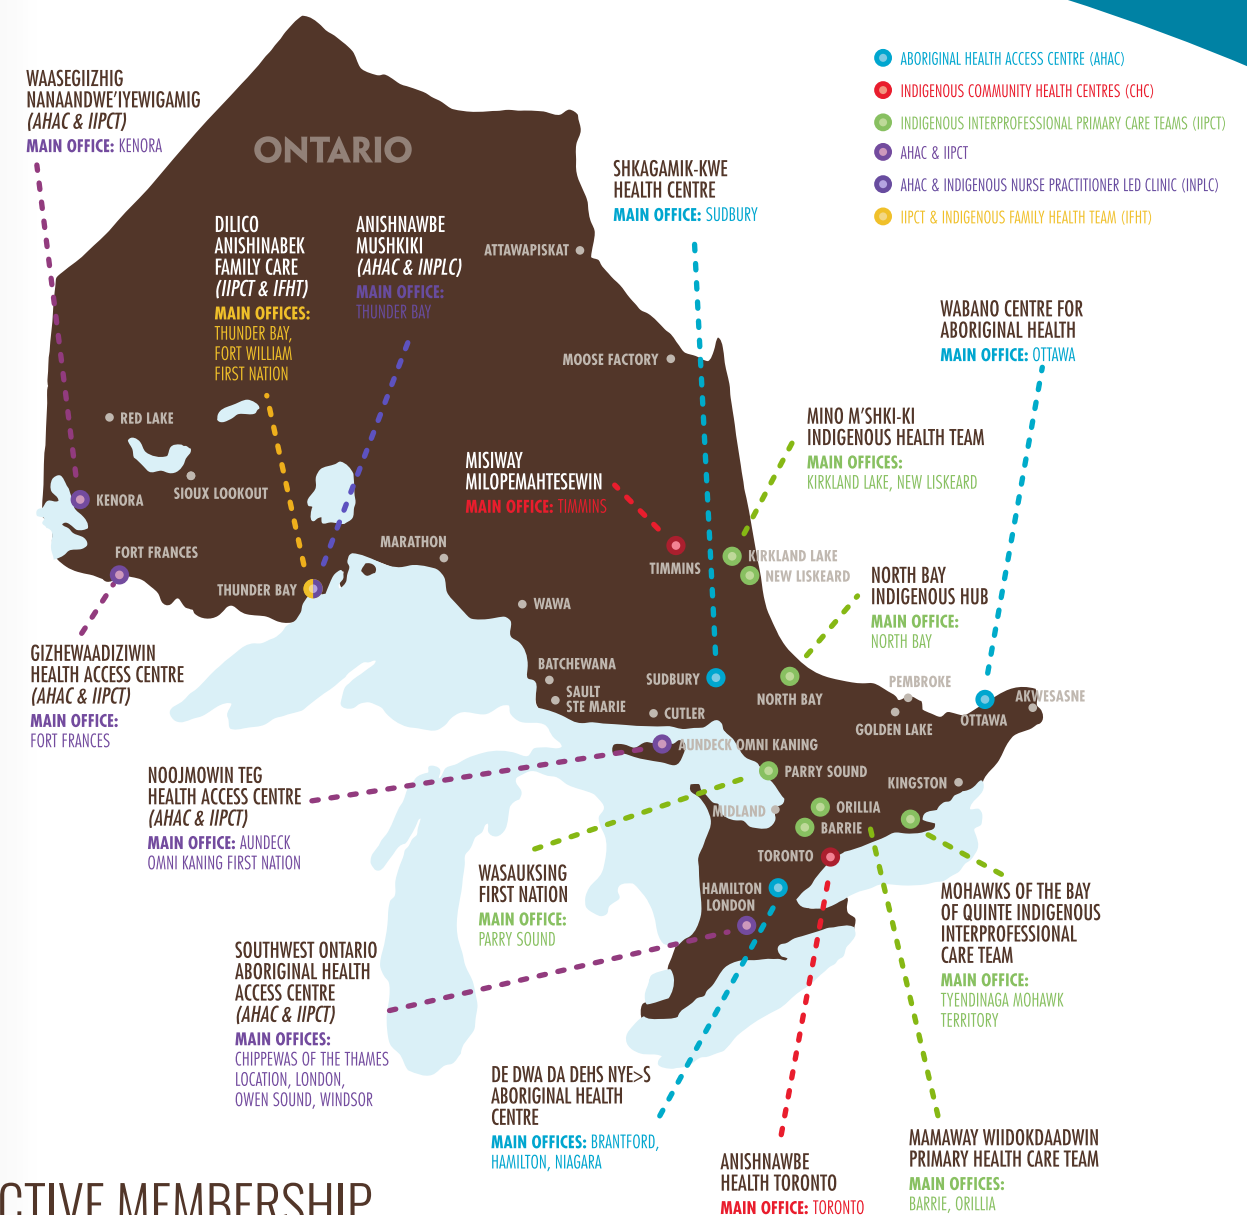 ABORIGINAL HEALTH ACCESS CENTRE (AHAC)
INDIGENOUS COMMUNITY HEALTH CENTRES (CHC)
INDIGENOUS INTERPROFESSIONAL PRIMARY CARE TEAMS (IIPCT)
AHAC & IIPCT
AHAC & INDIGENOUS NURSE PRACTITIONER LED CLINIC (INPLC)
IIPCT & INDIGENOUS FAMILY HEALTH TEAM (IFHT)
WAASEGIIZHIG
NANAANDWE'IYEWIGAMIG
(AHAC & IIPCT)
MAIN OFFICE: KENORA
ONTARIO
DILICO
ANISHINABEK
FAMILY CARE
(IIPCT & IFHT)
MAIN OFFICES:
THUNDER BAY,
FORT WILLIAM
FIRST NATION
ANISHNAWBE
MUSHKIKI
(AHAC & INPLC)
MAIN OFFICE:
THUNDER BAY
SHKAGAMIK-KWE
HEALTH CENTRE
MAIN OFFICE: SUDBURY
ATTAWAPISKAT
MOOSE FACTORY
WABANO CENTRE FOR
ABORIGINAL HEALTH
MAIN OFFICE: OTTAWA
MINO M'SHKI-KI
INDIGENOUS HEALTH TEAM
MAIN OFFICES:
KIRKLAND LAKE, NEW LISKEARD
RED LAKE
SIOUX LOOKOUT
KENORA
MISIWAY
MILOPEMAHTESEWIN
MAIN OFFICE: TIMMINS
FORT FRANCES
MARATHON
TIMMINS
KIRKLAND LAKE
NEW LISKEARD
THUNDER BAY
WAWA
NORTH BAY
INDIGENOUS HUB
MAIN OFFICE:
NORTH BAY
GIZHEWAADIZIWIN
HEALTH ACCESS CENTRE
(AHAC & IIPCT)
MAIN OFFICE:
FORT FRANCES
BATCHEWANA
SAULT
STE MARIE
SUDBURY
CUTLER
NORTH BAY
PEMBROKE
GOLDEN LAKE
OTTAWA
AKWESASNE
AUNDECK OMNI KANING
PARRY SOUND
KINGSTON
MIDLAND
ORILLIA
BARRIE
TORONTO
HAMILTON
LONDON
NOOJMOWIN TEG
HEALTH ACCESS CENTRE
(AHAC & IIPCT)
MAIN OFFICE: AUNDECK
OMNI KANING FIRST NATION
WASAUKSING
FIRST NATION
MAIN OFFICE:
PARRY SOUND
MOHAWKS OF THE BAY
OF QUINTE INDIGENOUS
INTERPROFESSIONAL
CARE TEAM
MAIN OFFICE:
TYENDINAGA MOHAWK
TERRITORY
SOUTHWEST ONTARIO
ABORIGINAL HEALTH
ACCESS CENTRE
(AHAC & IIPCT)
MAIN OFFICES:
CHIPPEWAS OF THE THAMES
LOCATION, LONDON,
OWEN SOUND, WINDSOR
DE DWA DA DEHS NYE>S
ABORIGINAL HEALTH
CENTRE
MAIN OFFICES: BRANTFORD,
HAMILTON, NIAGARA
ANISHNAWBE
HEALTH TORONTO
MAIN OFFICE: TORONTO
MAMAWAY WIIDOKDAADWIN
PRIMARY HEALTH CARE TEAM
MAIN OFFICES:
BARRIE, ORILLIA
CTIVE MEMBERSHIP